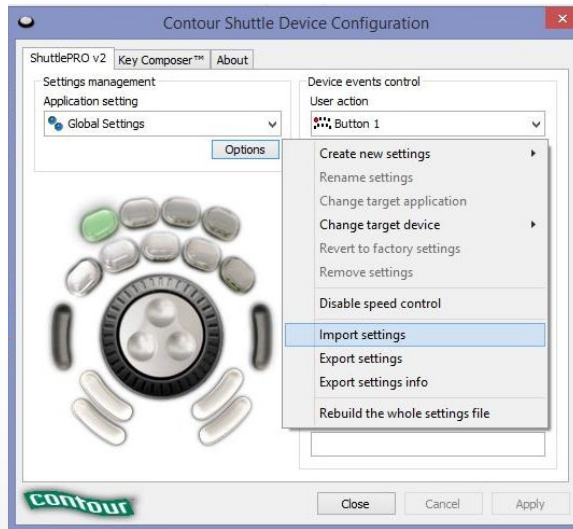 Contour Shuttle Device Configuration
ShuttlePRO v2
Key Composer™
About
Settings management
Application setting
Global Settings
Options
Device events control
User action
Button 1
Create new settings
Rename settings
Change target application
Change target device
Revert to factory settings
Remove settings
Disable speed control
Import settings
Export settings
Export settings info
Rebuild the whole settings file
contour
Close
Cancel
Apply